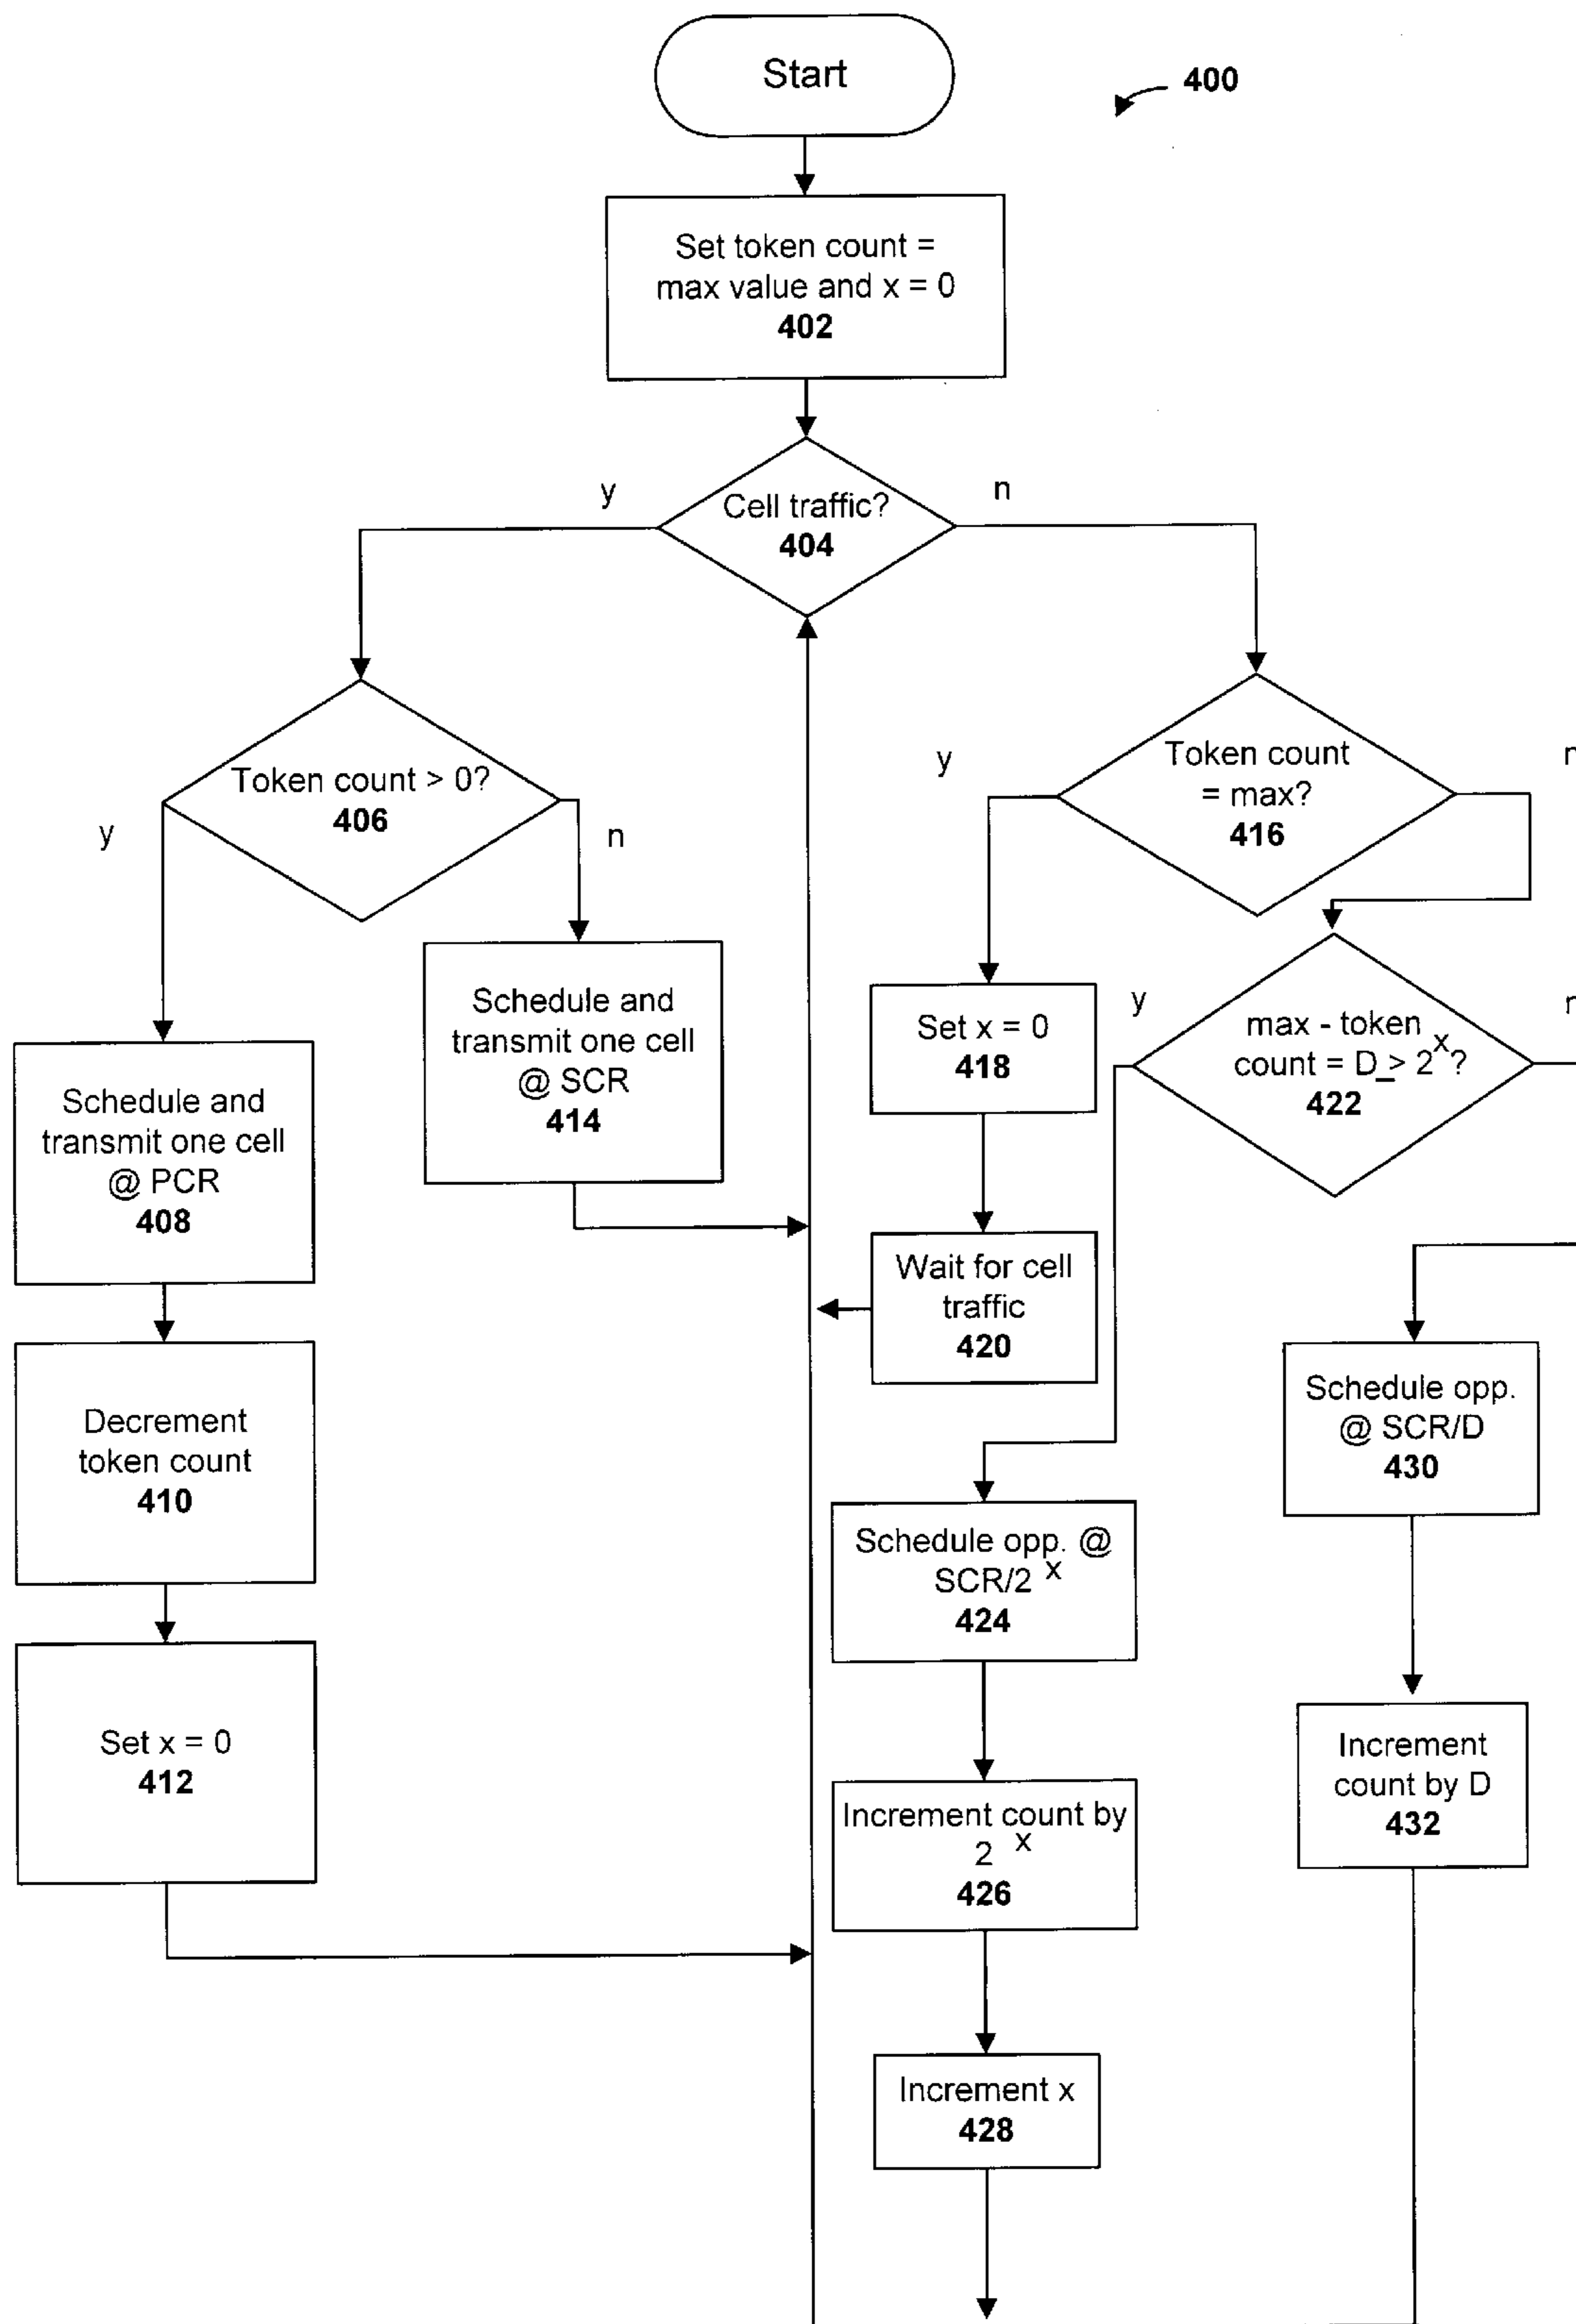 Start
400
Set token count =
max value and x = 0
402
y
n
Cell traffic?
404
Token count > 0?
406
y
n
Token count
= max?
416
y
n
Schedule and
transmit one cell
@ SCR
414
Schedule and
transmit one cell
@ PCR
408
Set x = 0
418
y
n
max - token
count = D_> 2^x?
422
Wait for cell
traffic
420
Decrement
token count
410
Schedule opp.
@ SCR/D
430
Schedule opp. @
SCR/2 ^x
424
Set x = 0
412
Increment
count by D
432
Increment count by
2 ^x
426
Increment x
428